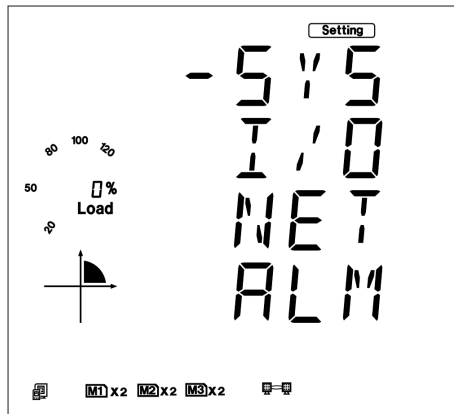 Setting
- SYS
I/O
NET
ALM
80 100 120
50
20
0%
Load
M1 X2 M2 X2 M3 X2